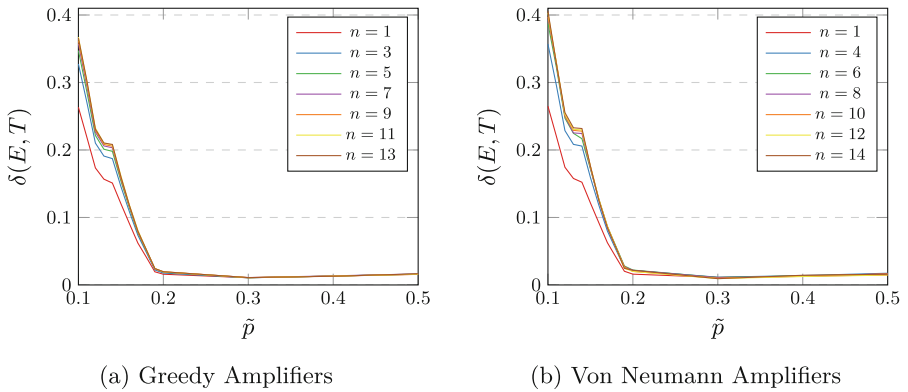 δ(E, T)
0.4
0.3
0.2
0.1
0
0.1 0.2 0.3 0.4 0.5
p̃
n = 1
n = 3
n = 5
n = 7
n = 9
n = 11
n = 13
(a) Greedy Amplifiers
δ(E, T)
0.4
0.3
0.2
0.1
0
0.1 0.2 0.3 0.4 0.5
p̃
n = 1
n = 4
n = 6
n = 8
n = 10
n = 12
n = 14
(b) Von Neumann Amplifiers